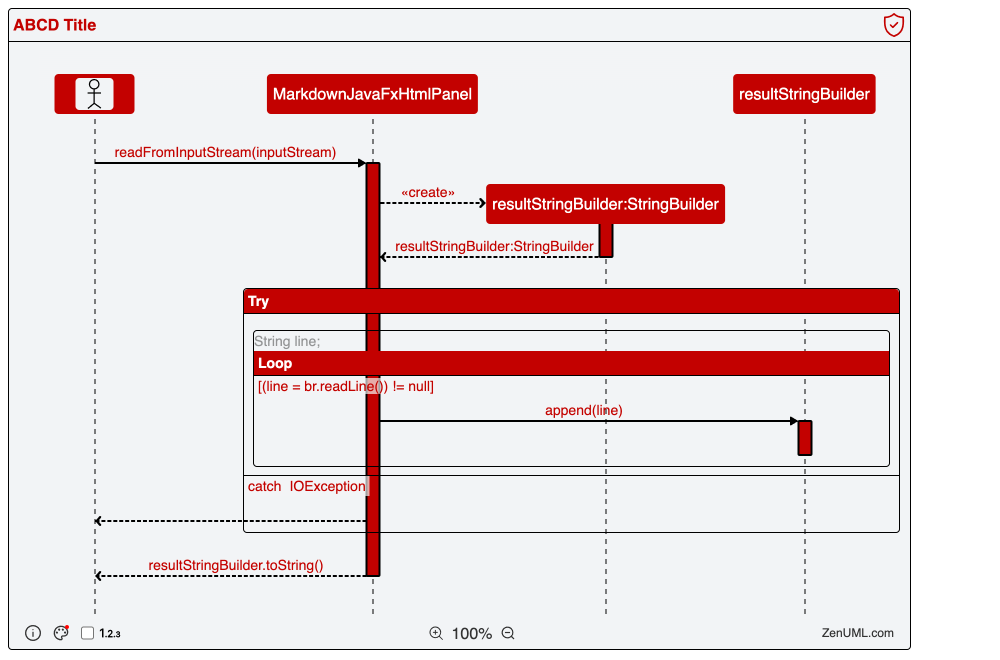 ABCD Title
MarkdownJavaFxHtmlPanel
resultStringBuilder
readFromInputStream(inputStream)
«create»
resultStringBuilder:StringBuilder
resultStringBuilder:StringBuilder
Try
String line;
Loop
[(line = br.readLine()) != null]
append(line)
catch IOException
resultStringBuilder.toString()
1.2.3
100%
ZenUML.com